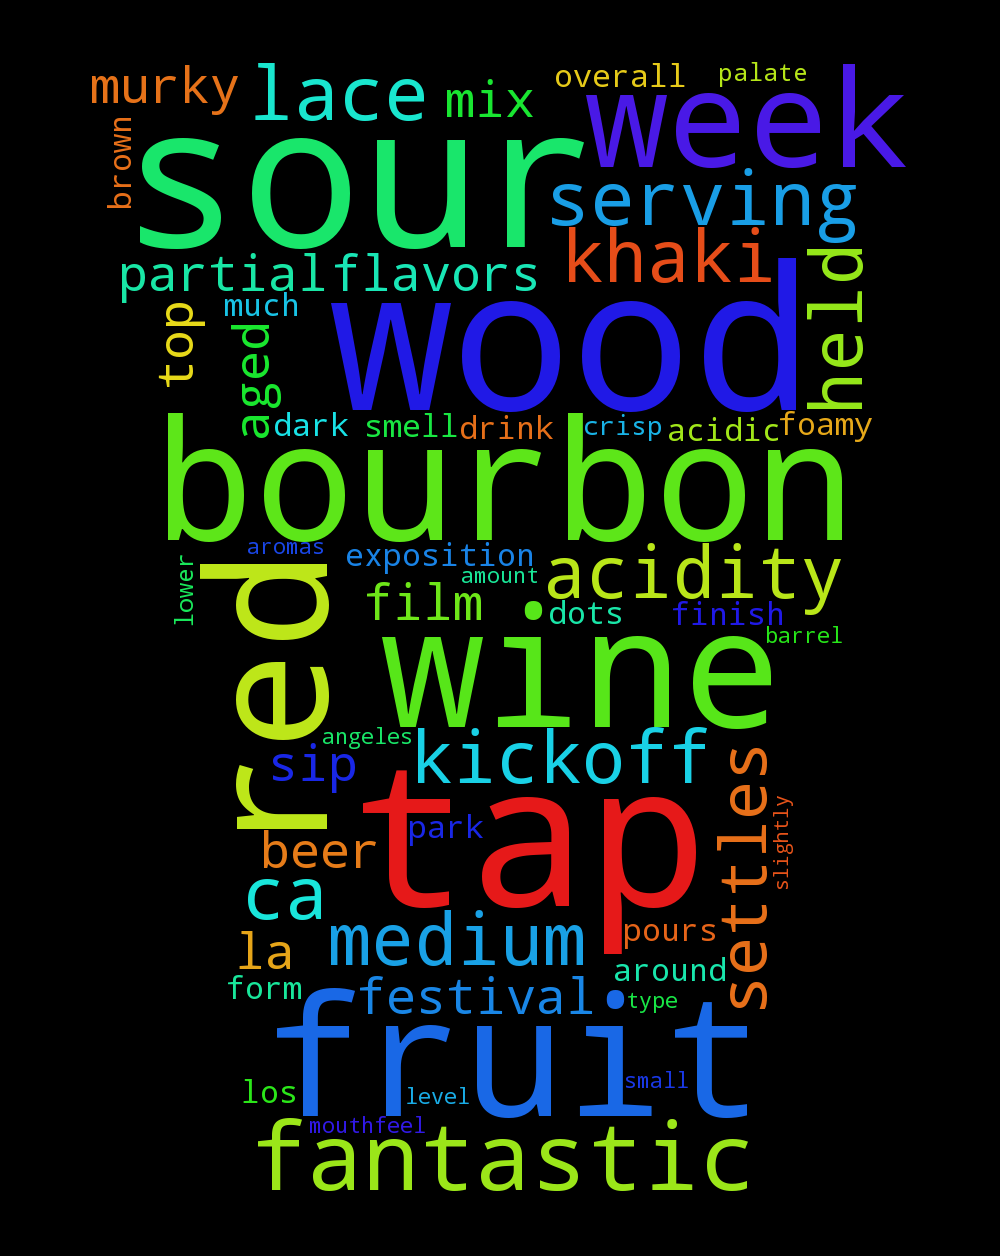 murky lace mix overall palate
week
brown sour
serving
partial flavors khaki
held
top much wood
aged
dark smell drink crisp acidic foamy
bourbon
aromas exposition acidity
lower red amount
film dots finish
wine barrel
angeles kickoff
sip settles
tap slightly
beer park
ca
la medium pours
around
form festival type
fruit
los level small
mouthfeel
fantastic